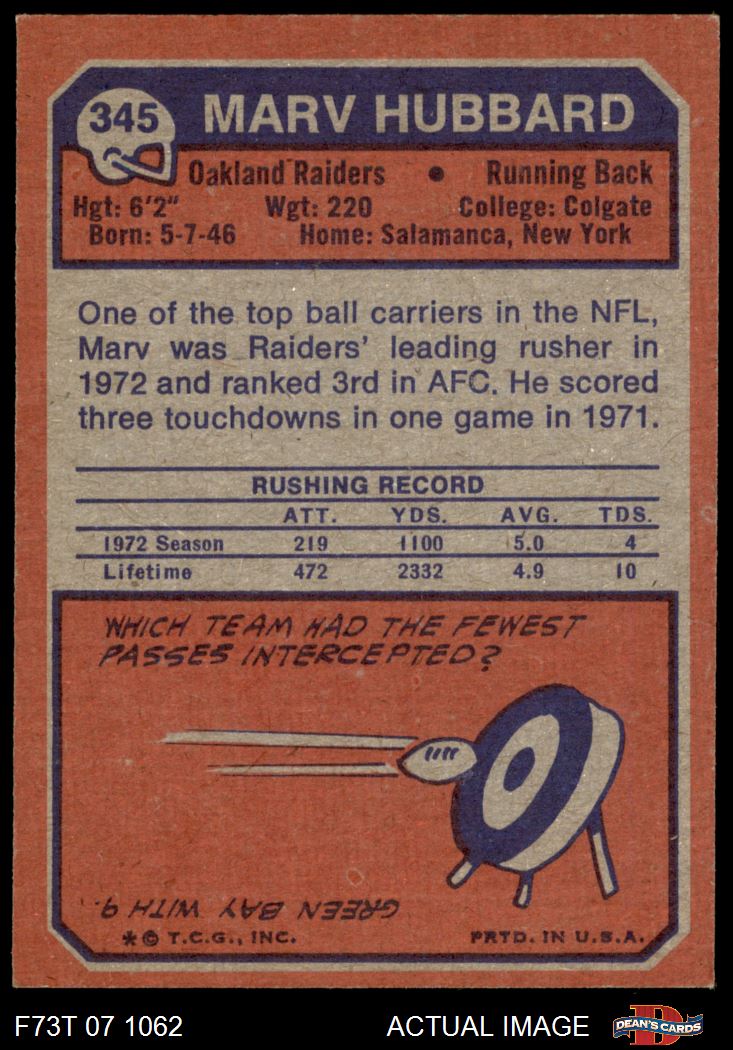 345
MARV HUBBARD
Oakland Raiders • Running Back
Hgt: 6'2" Wgt: 220 College: Colgate
Born: 5-7-46 Home: Salamanca, New York
One of the top ball carriers in the NFL,
Marv was Raiders' leading rusher in
1972 and ranked 3rd in AFC. He scored
three touchdowns in one game in 1971.
RUSHING RECORD
ATT. YDS. AVG. TDS.
1972 Season 219 1100 5.0 4
Lifetime 472 2332 4.9 10
WHICH TEAM HAD THE FEWEST
PASSES INTERCEPTED?
GREEN BAY WITH 9.
* © T.C.G., INC. PRTD. IN U.S.A.
F73T 07 1062 ACTUAL IMAGE
D
DEAN'S CARDS